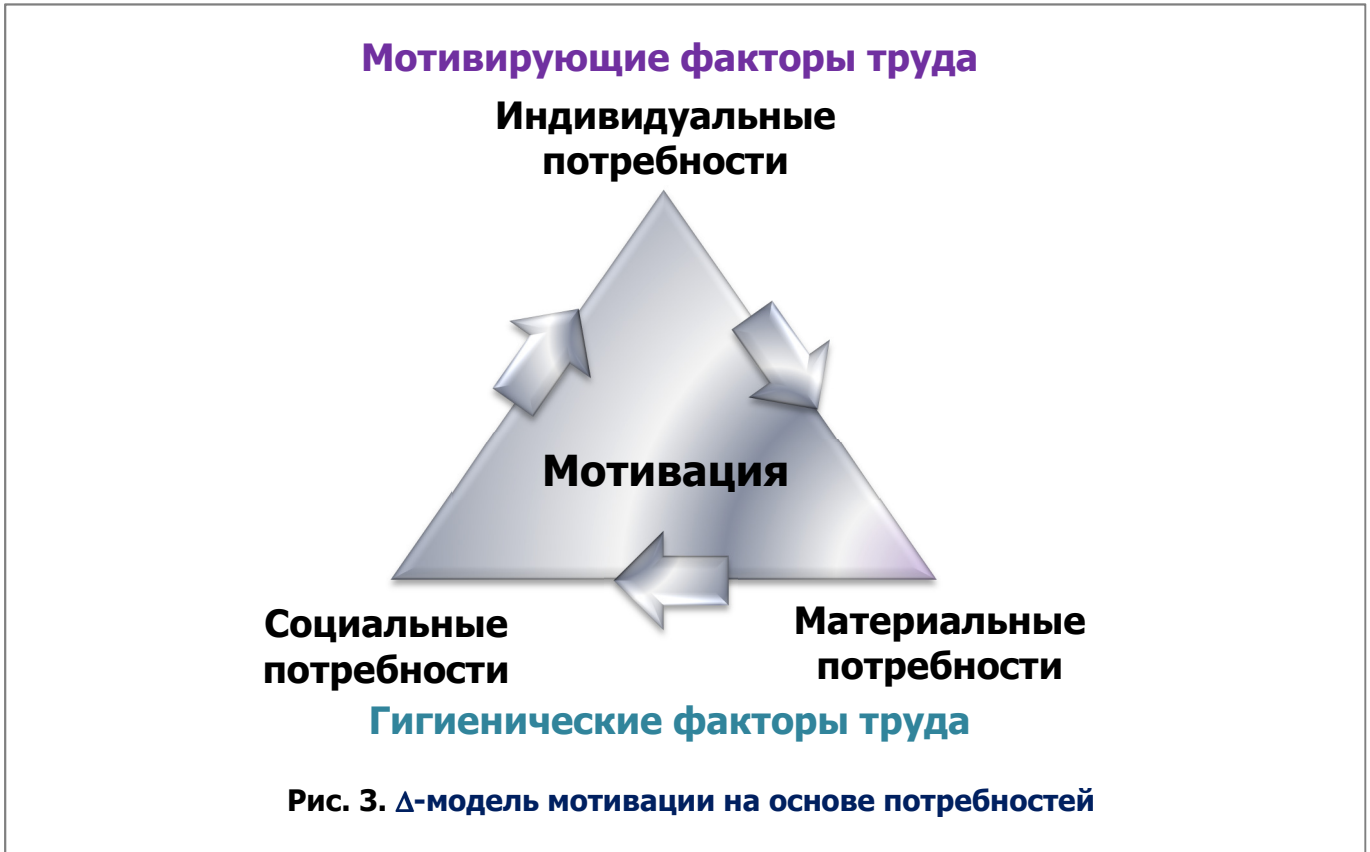 Мотивирующие факторы труда
Индивидуальные
потребности
Мотивация
Социальные
потребности
Материальные
потребности
Гигиенические факторы труда
Рис. 3. Δ-модель мотивации на основе потребностей